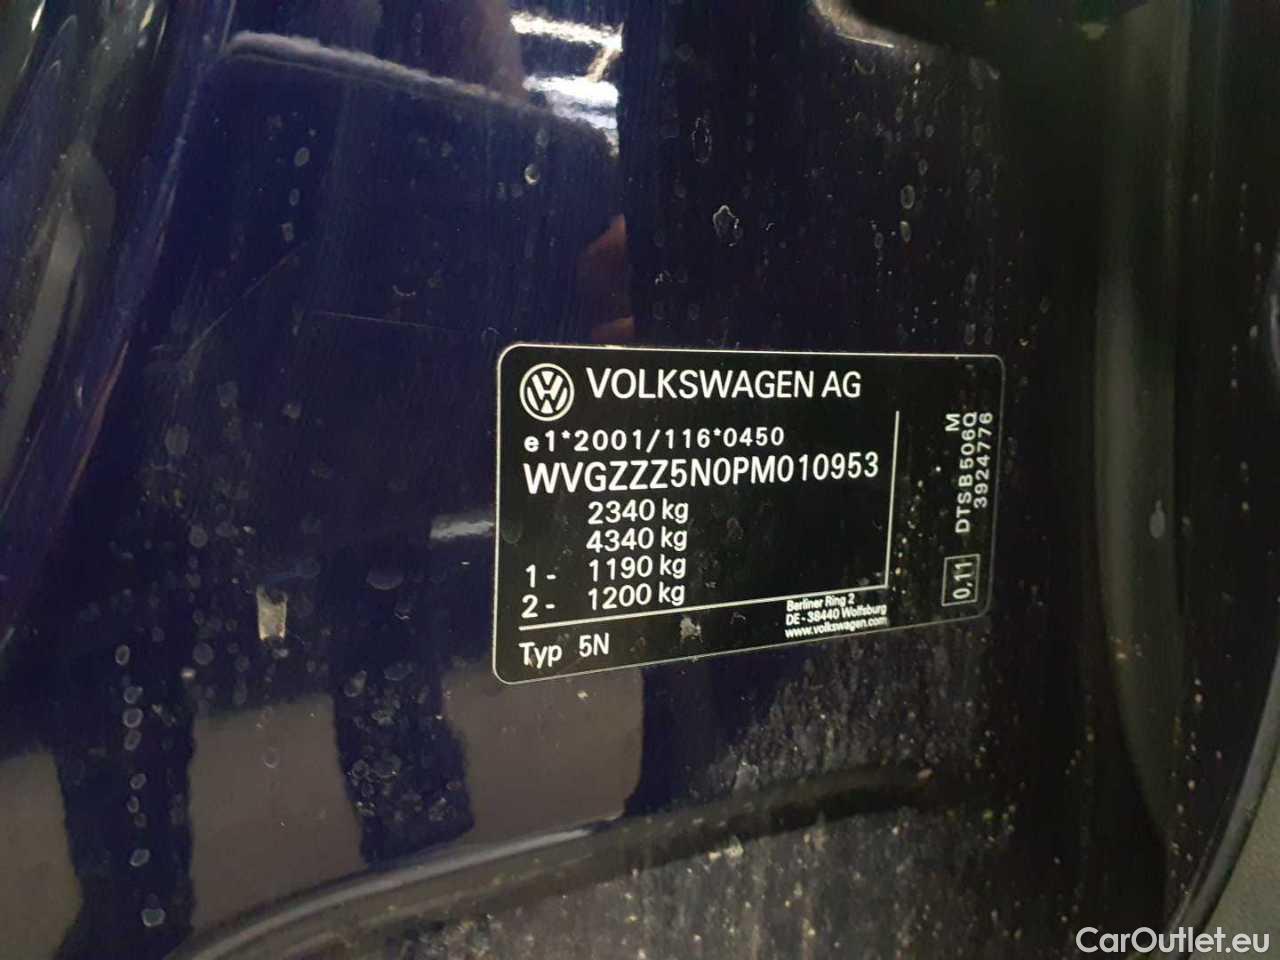 VOLKSWAGEN AG
e1*2001/116*0450
WVGZZZ5N0PM010953
2340 kg
4340 kg
1- 1190 kg
2- 1200 kg
Typ 5N
Berliner Ring 2
DE-38440 Wolfsburg
www.volkswagen.com
M
DTSB506Q
3924776
0,11
CarOutlet.eu